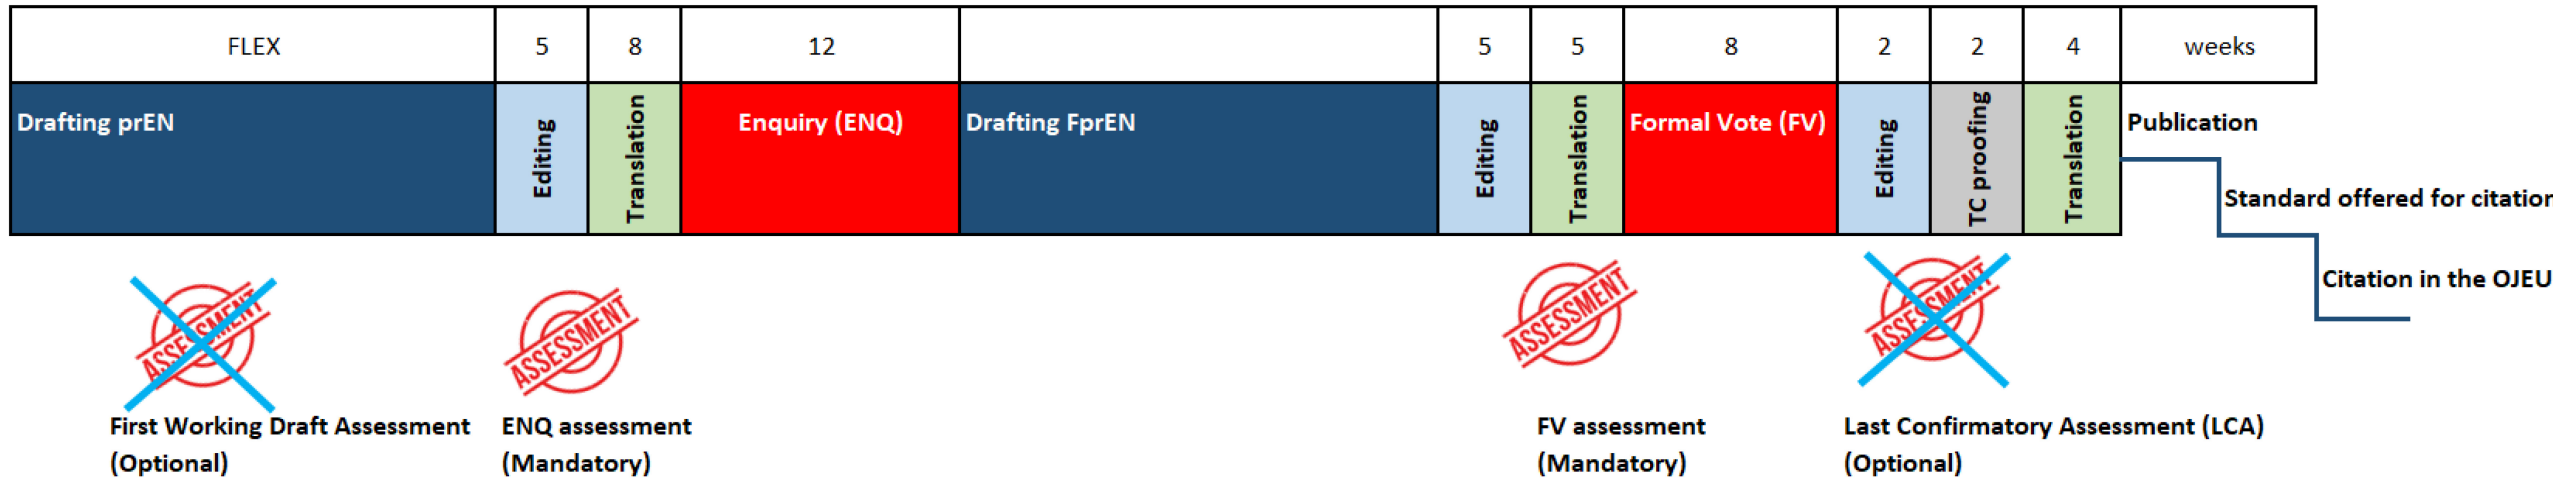 FLEX 5 8 12 5 5 8 2 2 4 weeks
Drafting prEN
Editing
Translation
Enquiry (ENQ)
Drafting FprEN
Editing
Translation
Formal Vote (FV)
Editing
TC proofing
Translation
Publication
Standard offered for citation
Citation in the OJEU
ASSESSMENT
ASSESSMENT
ASSESSMENT
ASSESSMENT
First Working Draft Assessment
(Optional)
ENQ assessment
(Mandatory)
FV assessment
(Mandatory)
Last Confirmatory Assessment (LCA)
(Optional)